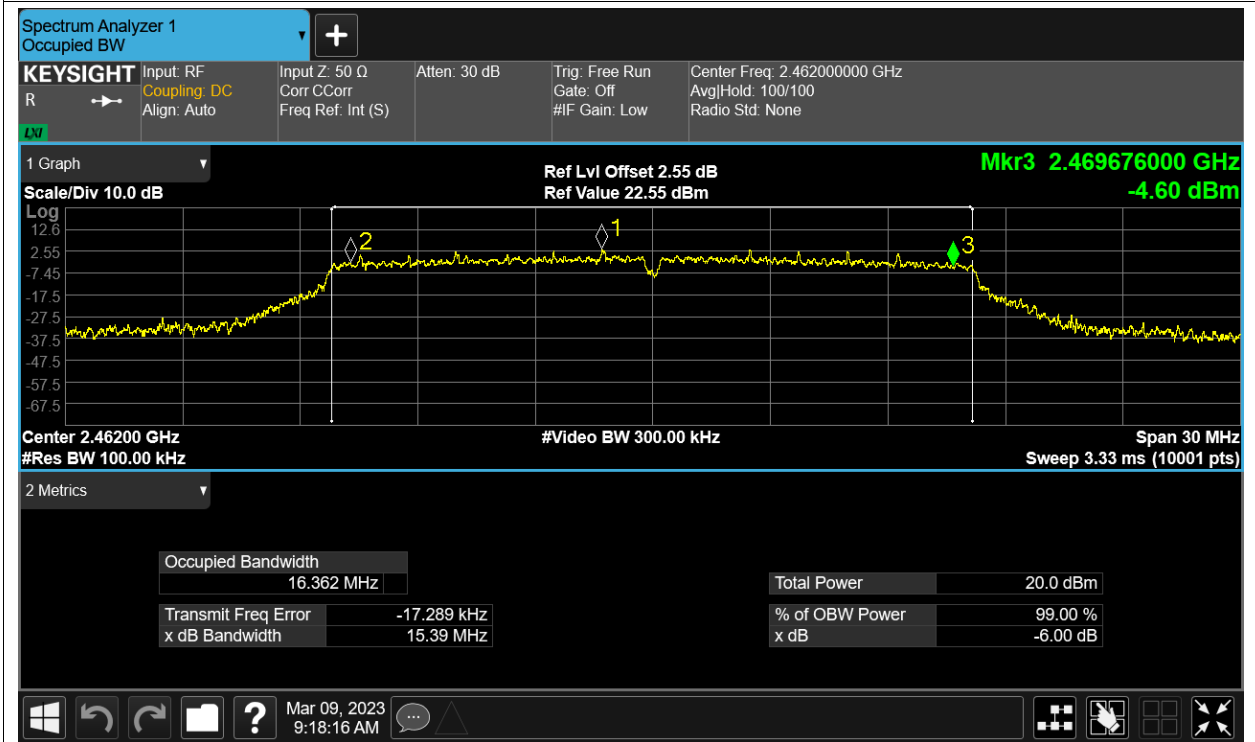 Spectrum Analyzer 1
Occupied BW
KEYSIGHT
R
LXI
Input: RF
Coupling: DC
Align: Auto
Input Z: 50 Ω
Corr CCorr
Freq Ref: Int (S)
Atten: 30 dB
Trig: Free Run
Gate: Off
#IF Gain: Low
Center Freq: 2.462000000 GHz
Avg|Hold: 100/100
Radio Std: None
1 Graph
Scale/Div 10.0 dB
Ref Lvl Offset 2.55 dB
Ref Value 22.55 dBm
Mkr3 2.469676000 GHz
-4.60 dBm
Log
12.6
2.55
-7.45
-17.5
-27.5
-37.5
-47.5
-57.5
-67.5
2
1
3
Center 2.46200 GHz
#Video BW 300.00 kHz
Span 30 MHz
#Res BW 100.00 kHz
Sweep 3.33 ms (10001 pts)
2 Metrics
Occupied Bandwidth
16.362 MHz
Total Power 20.0 dBm
Transmit Freq Error -17.289 kHz
% of OBW Power 99.00 %
x dB Bandwidth 15.39 MHz
x dB -6.00 dB
?
Mar 09, 2023
9:18:16 AM